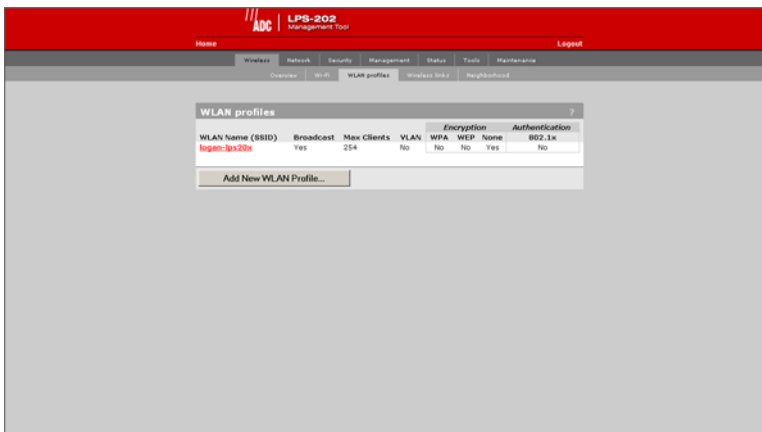 ADC
LPS-202
Management Tool
Home Logout
Wireless Network Security Management Status Tools Maintenance
Overview Wi-Fi WLAN profiles Wireless links Neighborhood
WLAN profiles ?
Encryption Authentication
WLAN Name (SSID) Broadcast Max Clients VLAN WPA WEP None 802.1x
logan-lps20x Yes 254 No No No Yes No
Add New WLAN Profile...